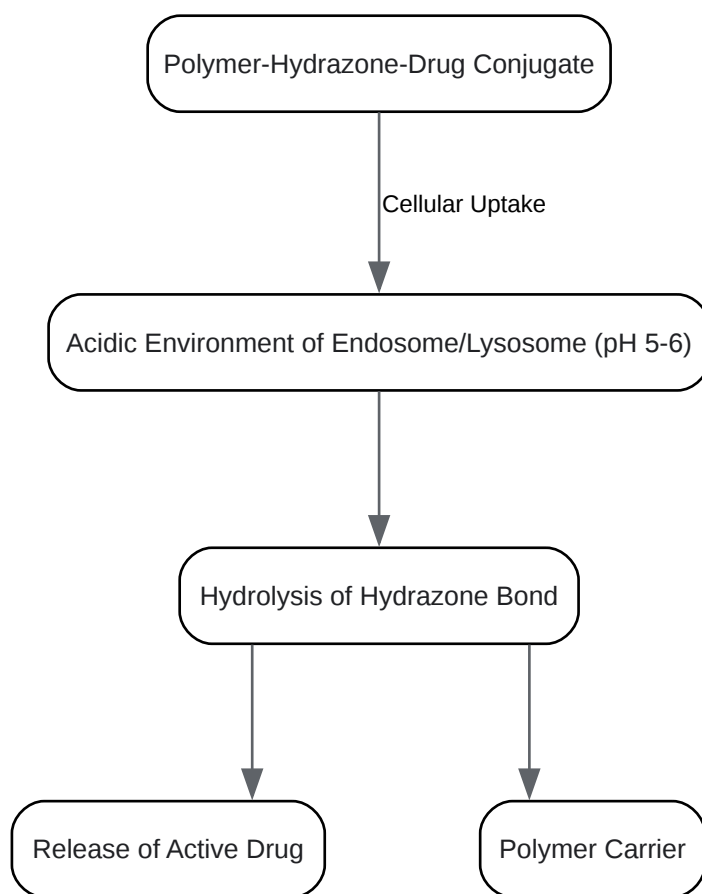 Polymer-Hydrazone-Drug Conjugate
Cellular Uptake
Acidic Environment of Endosome/Lysosome (pH 5-6)
Hydrolysis of Hydrazone Bond
Release of Active Drug
Polymer Carrier